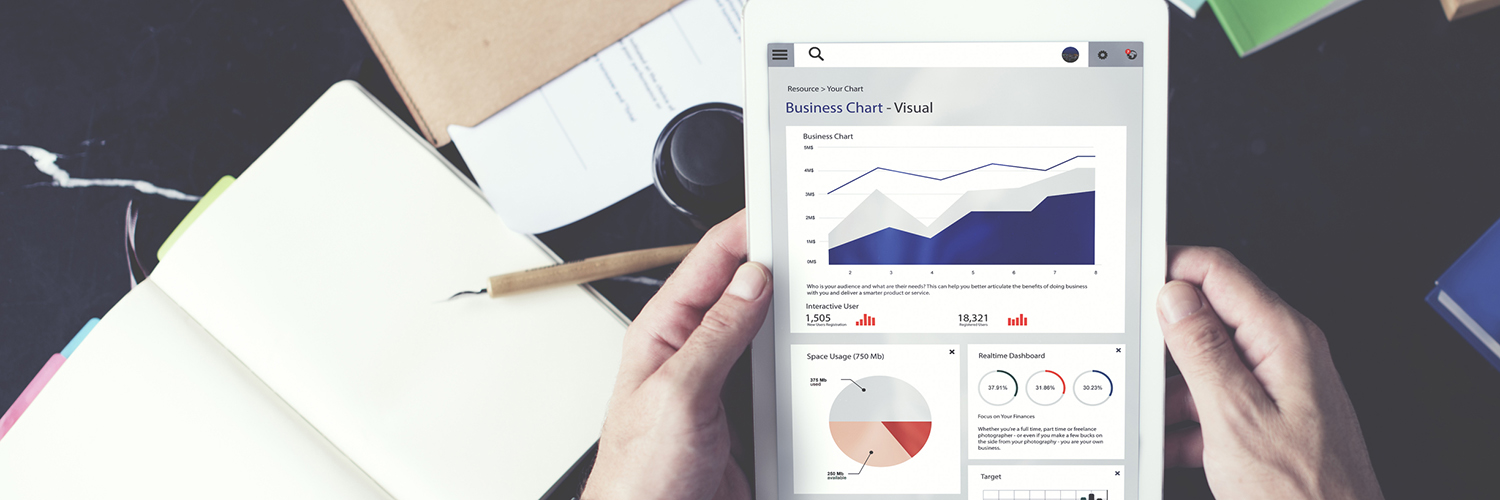 Resource > Your Chart
Business Chart - Visual
Business Chart
5M$
4M$
3M$
2M$
1M$
0M$
2 3 4 5 6 7 8
Who is your audience and what are their needs? This can help you better articulate the benefits of doing business
with you and deliver a smarter product or service.
Interactive User
1,505
New Users Registration
18,321
Registered Users
Space Usage (750 Mb)
375 Mb
used
250 Mb
available
Realtime Dashboard
37.91% 31.86% 30.23%
Focus on Your Finances
Whether you're a full time, part time or freelance
photographer - or even if you make a few bucks on
the side from your photography - you are your own
business.
Target